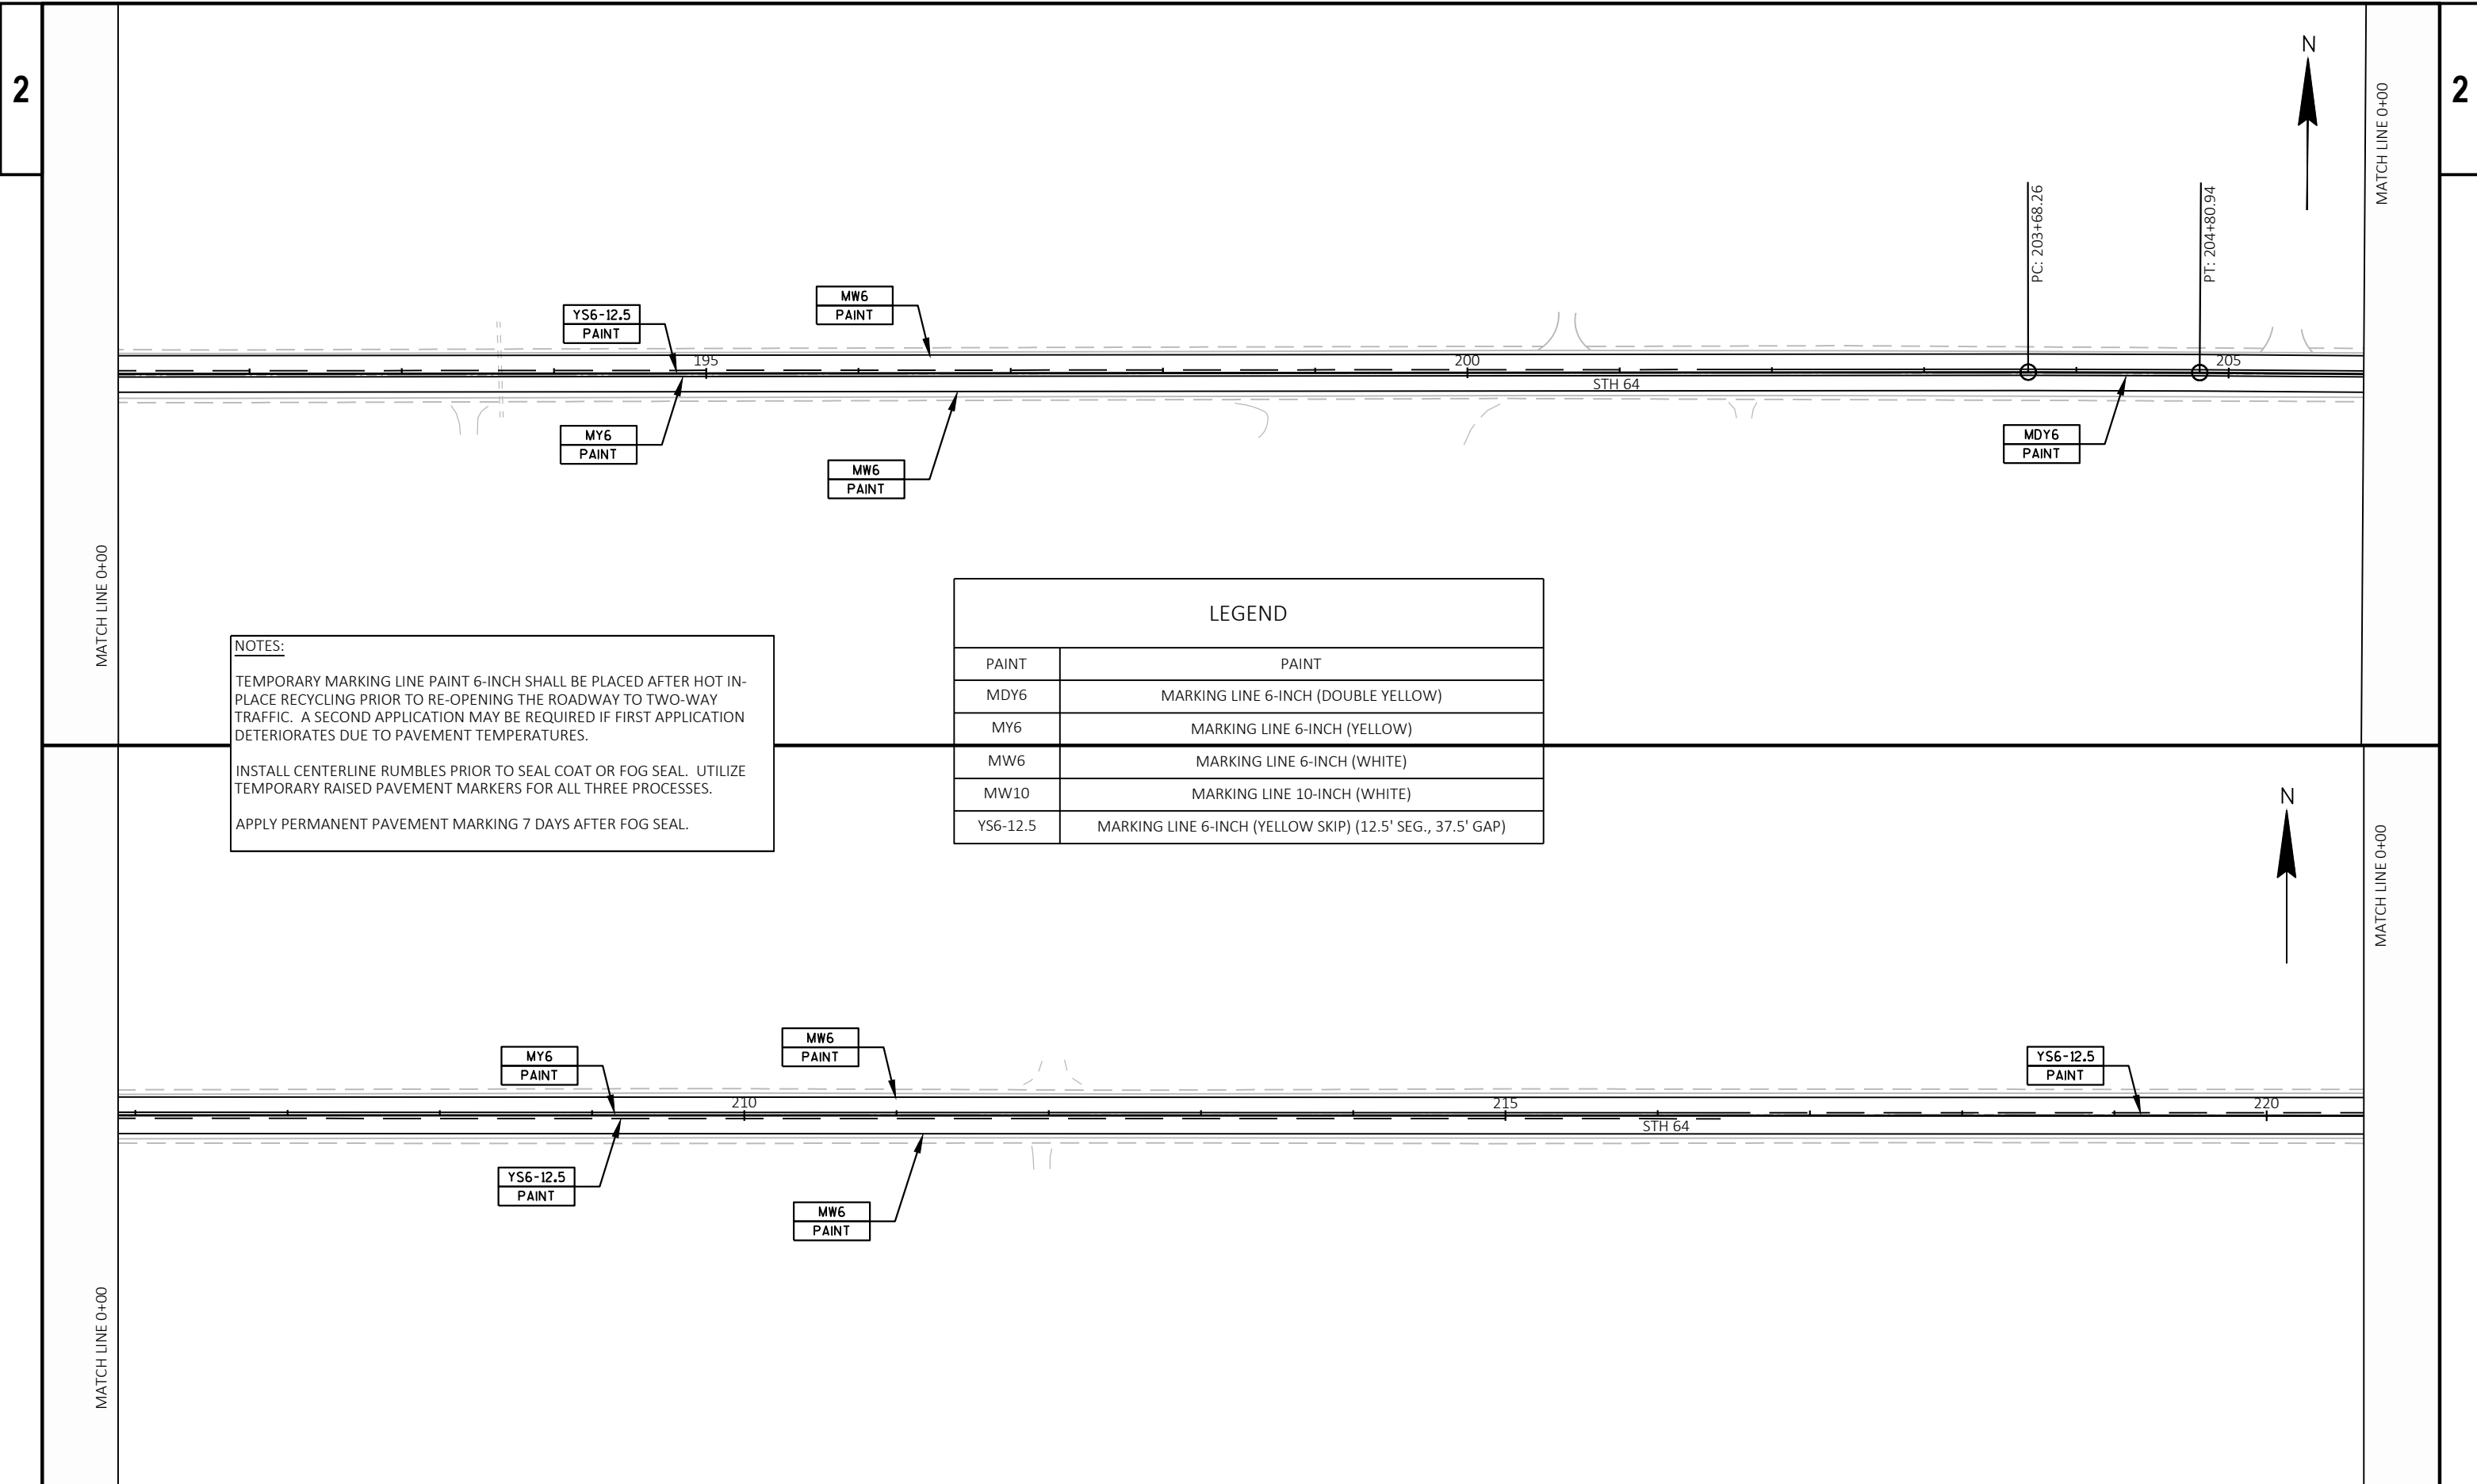 2
2
N
MATCH LINE 0+00
PC: 203+68.26
PT: 204+80.94
MW6
PAINT
YS6-12.5
PAINT
195
200
205
STH 64
MY6
PAINT
MDY6
PAINT
MW6
PAINT
MATCH LINE 0+00
NOTES:
TEMPORARY MARKING LINE PAINT 6-INCH SHALL BE PLACED AFTER HOT IN-
PLACE RECYCLING PRIOR TO RE-OPENING THE ROADWAY TO TWO-WAY
TRAFFIC. A SECOND APPLICATION MAY BE REQUIRED IF FIRST APPLICATION
DETERIORATES DUE TO PAVEMENT TEMPERATURES.
INSTALL CENTERLINE RUMBLES PRIOR TO SEAL COAT OR FOG SEAL. UTILIZE
TEMPORARY RAISED PAVEMENT MARKERS FOR ALL THREE PROCESSES.
APPLY PERMANENT PAVEMENT MARKING 7 DAYS AFTER FOG SEAL.
LEGEND
PAINT PAINT
MDY6 MARKING LINE 6-INCH (DOUBLE YELLOW)
MY6 MARKING LINE 6-INCH (YELLOW)
MW6 MARKING LINE 6-INCH (WHITE)
MW10 MARKING LINE 10-INCH (WHITE)
YS6-12.5 MARKING LINE 6-INCH (YELLOW SKIP) (12.5' SEG., 37.5' GAP)
N
MATCH LINE 0+00
MW6
PAINT
MY6
PAINT
YS6-12.5
PAINT
210
215
220
STH 64
YS6-12.5
PAINT
MW6
PAINT
MATCH LINE 0+00